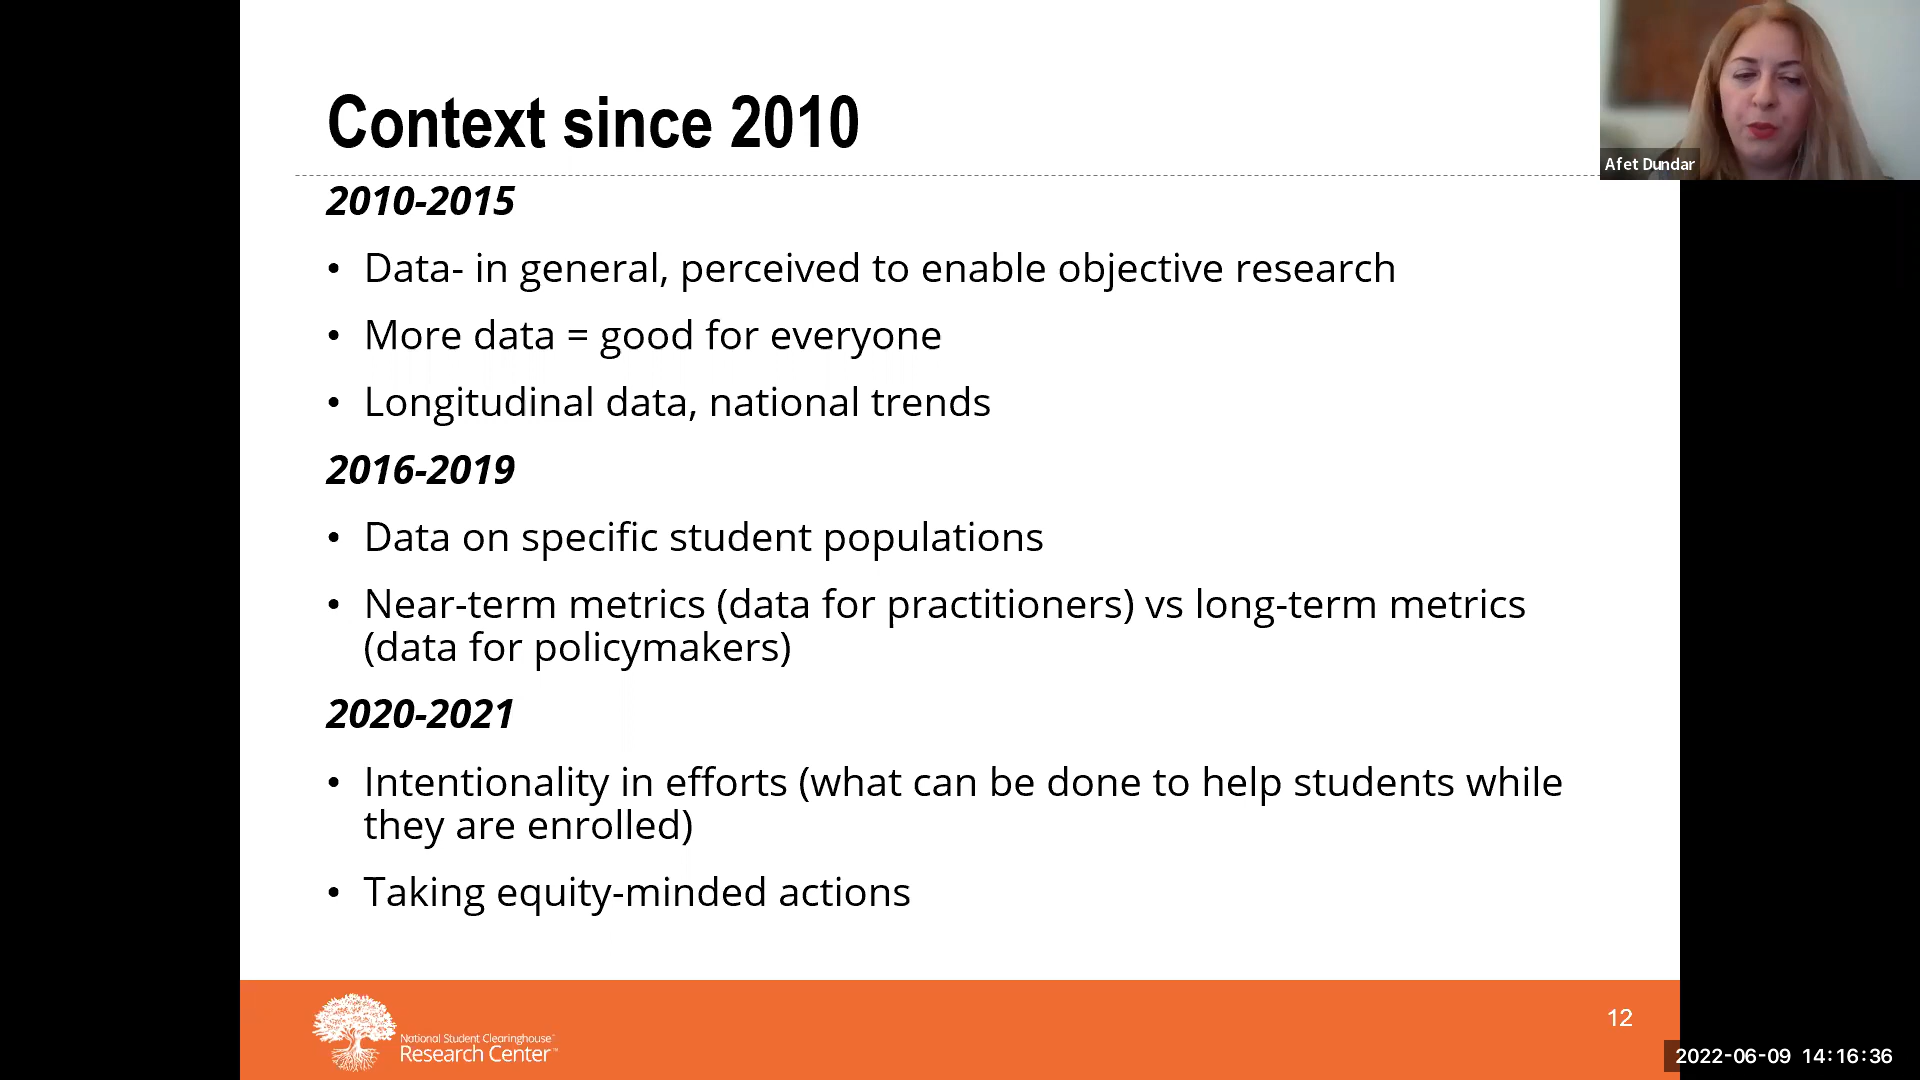 Context since 2010
Afet Dundar
2010-2015
• Data- in general, perceived to enable objective research
• More data = good for everyone
• Longitudinal data, national trends
2016-2019
• Data on specific student populations
• Near-term metrics (data for practitioners) vs long-term metrics
(data for policymakers)
2020-2021
• Intentionality in efforts (what can be done to help students while
they are enrolled)
• Taking equity-minded actions
National Student Clearinghouse™
Research Center™
12
2022-06-09 14:16:36